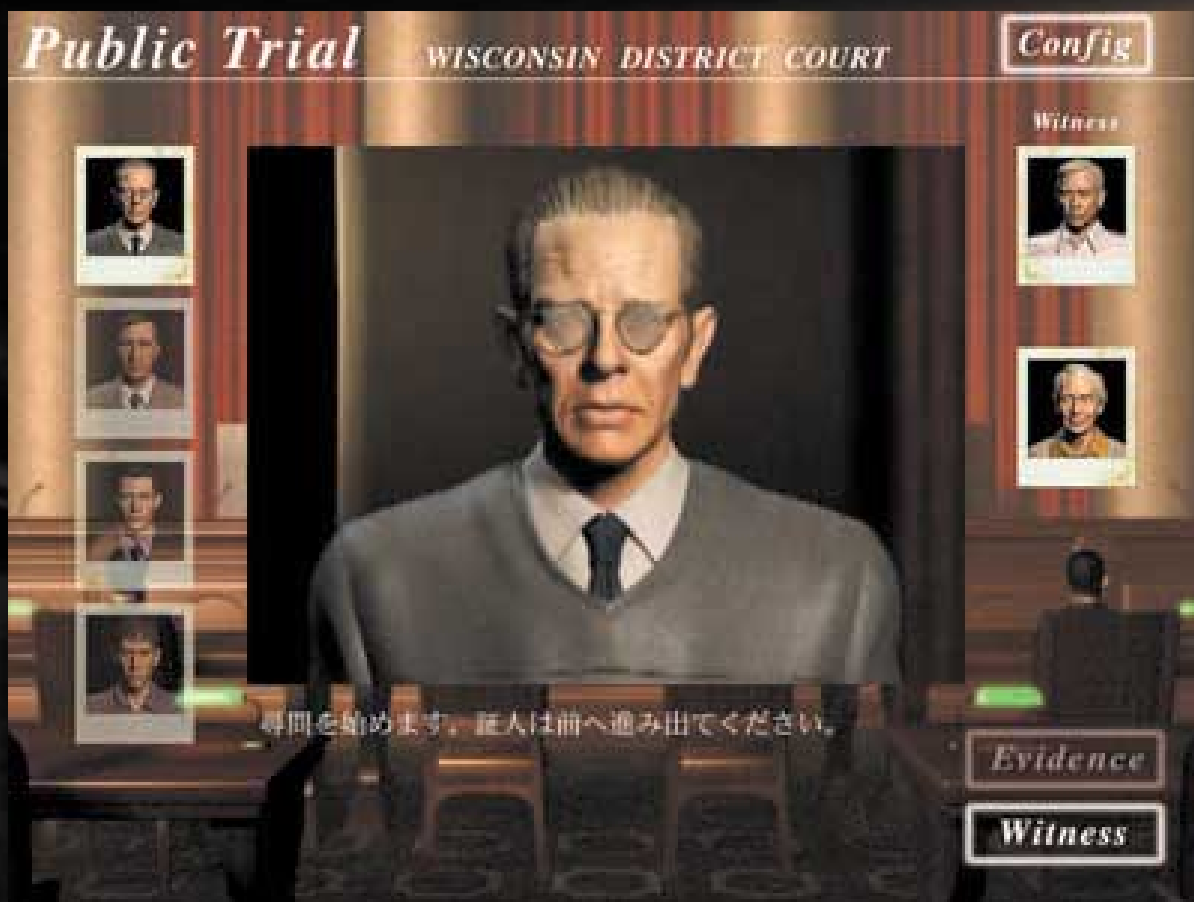 Public Trial
WISCONSIN DISTRICT COURT
Config
Witness
尋問を始めます。証人は前へ進み出てください。
Evidence
Witness